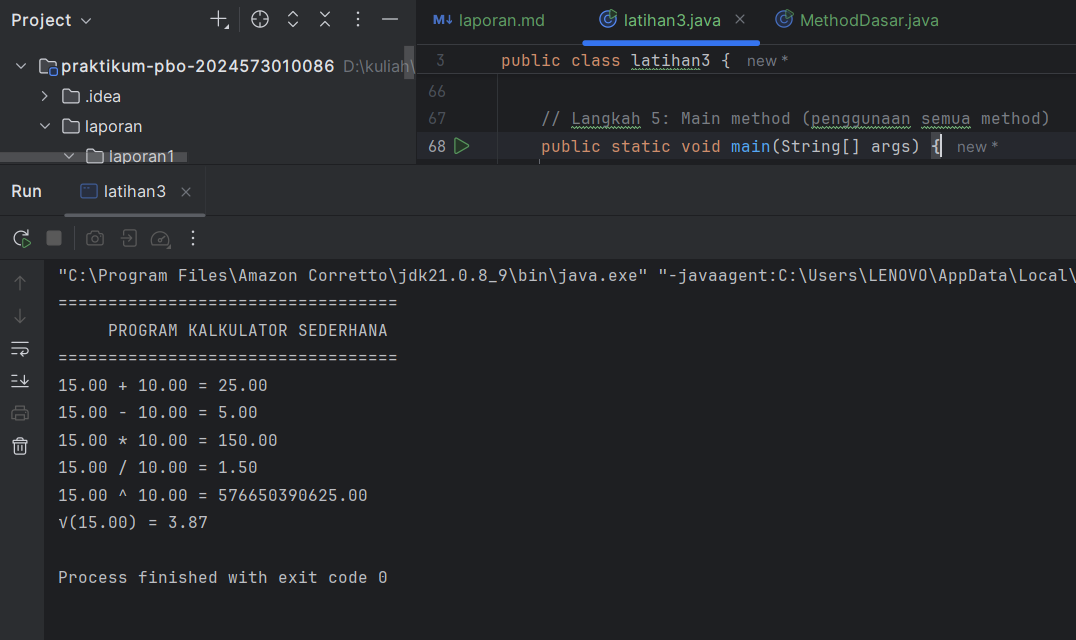 Project
laporan.md
latihan3.java
MethodDasar.java
praktikum-pbo-2024573010086 D:\kuliah\
.idea
laporan
laporan1
3 public class latihan3 { new *
66
67 // Langkah 5: Main method (penggunaan semua method)
68 public static void main(String[] args) { new *
Run latihan3
"C:\Program Files\Amazon Corretto\jdk21.0.8_9\bin\java.exe" "-javaagent:C:\Users\LENOVO\AppData\Local\
==================================
PROGRAM KALKULATOR SEDERHANA
==================================
15.00 + 10.00 = 25.00
15.00 - 10.00 = 5.00
15.00 * 10.00 = 150.00
15.00 / 10.00 = 1.50
15.00 ^ 10.00 = 576650390625.00
√(15.00) = 3.87
Process finished with exit code 0